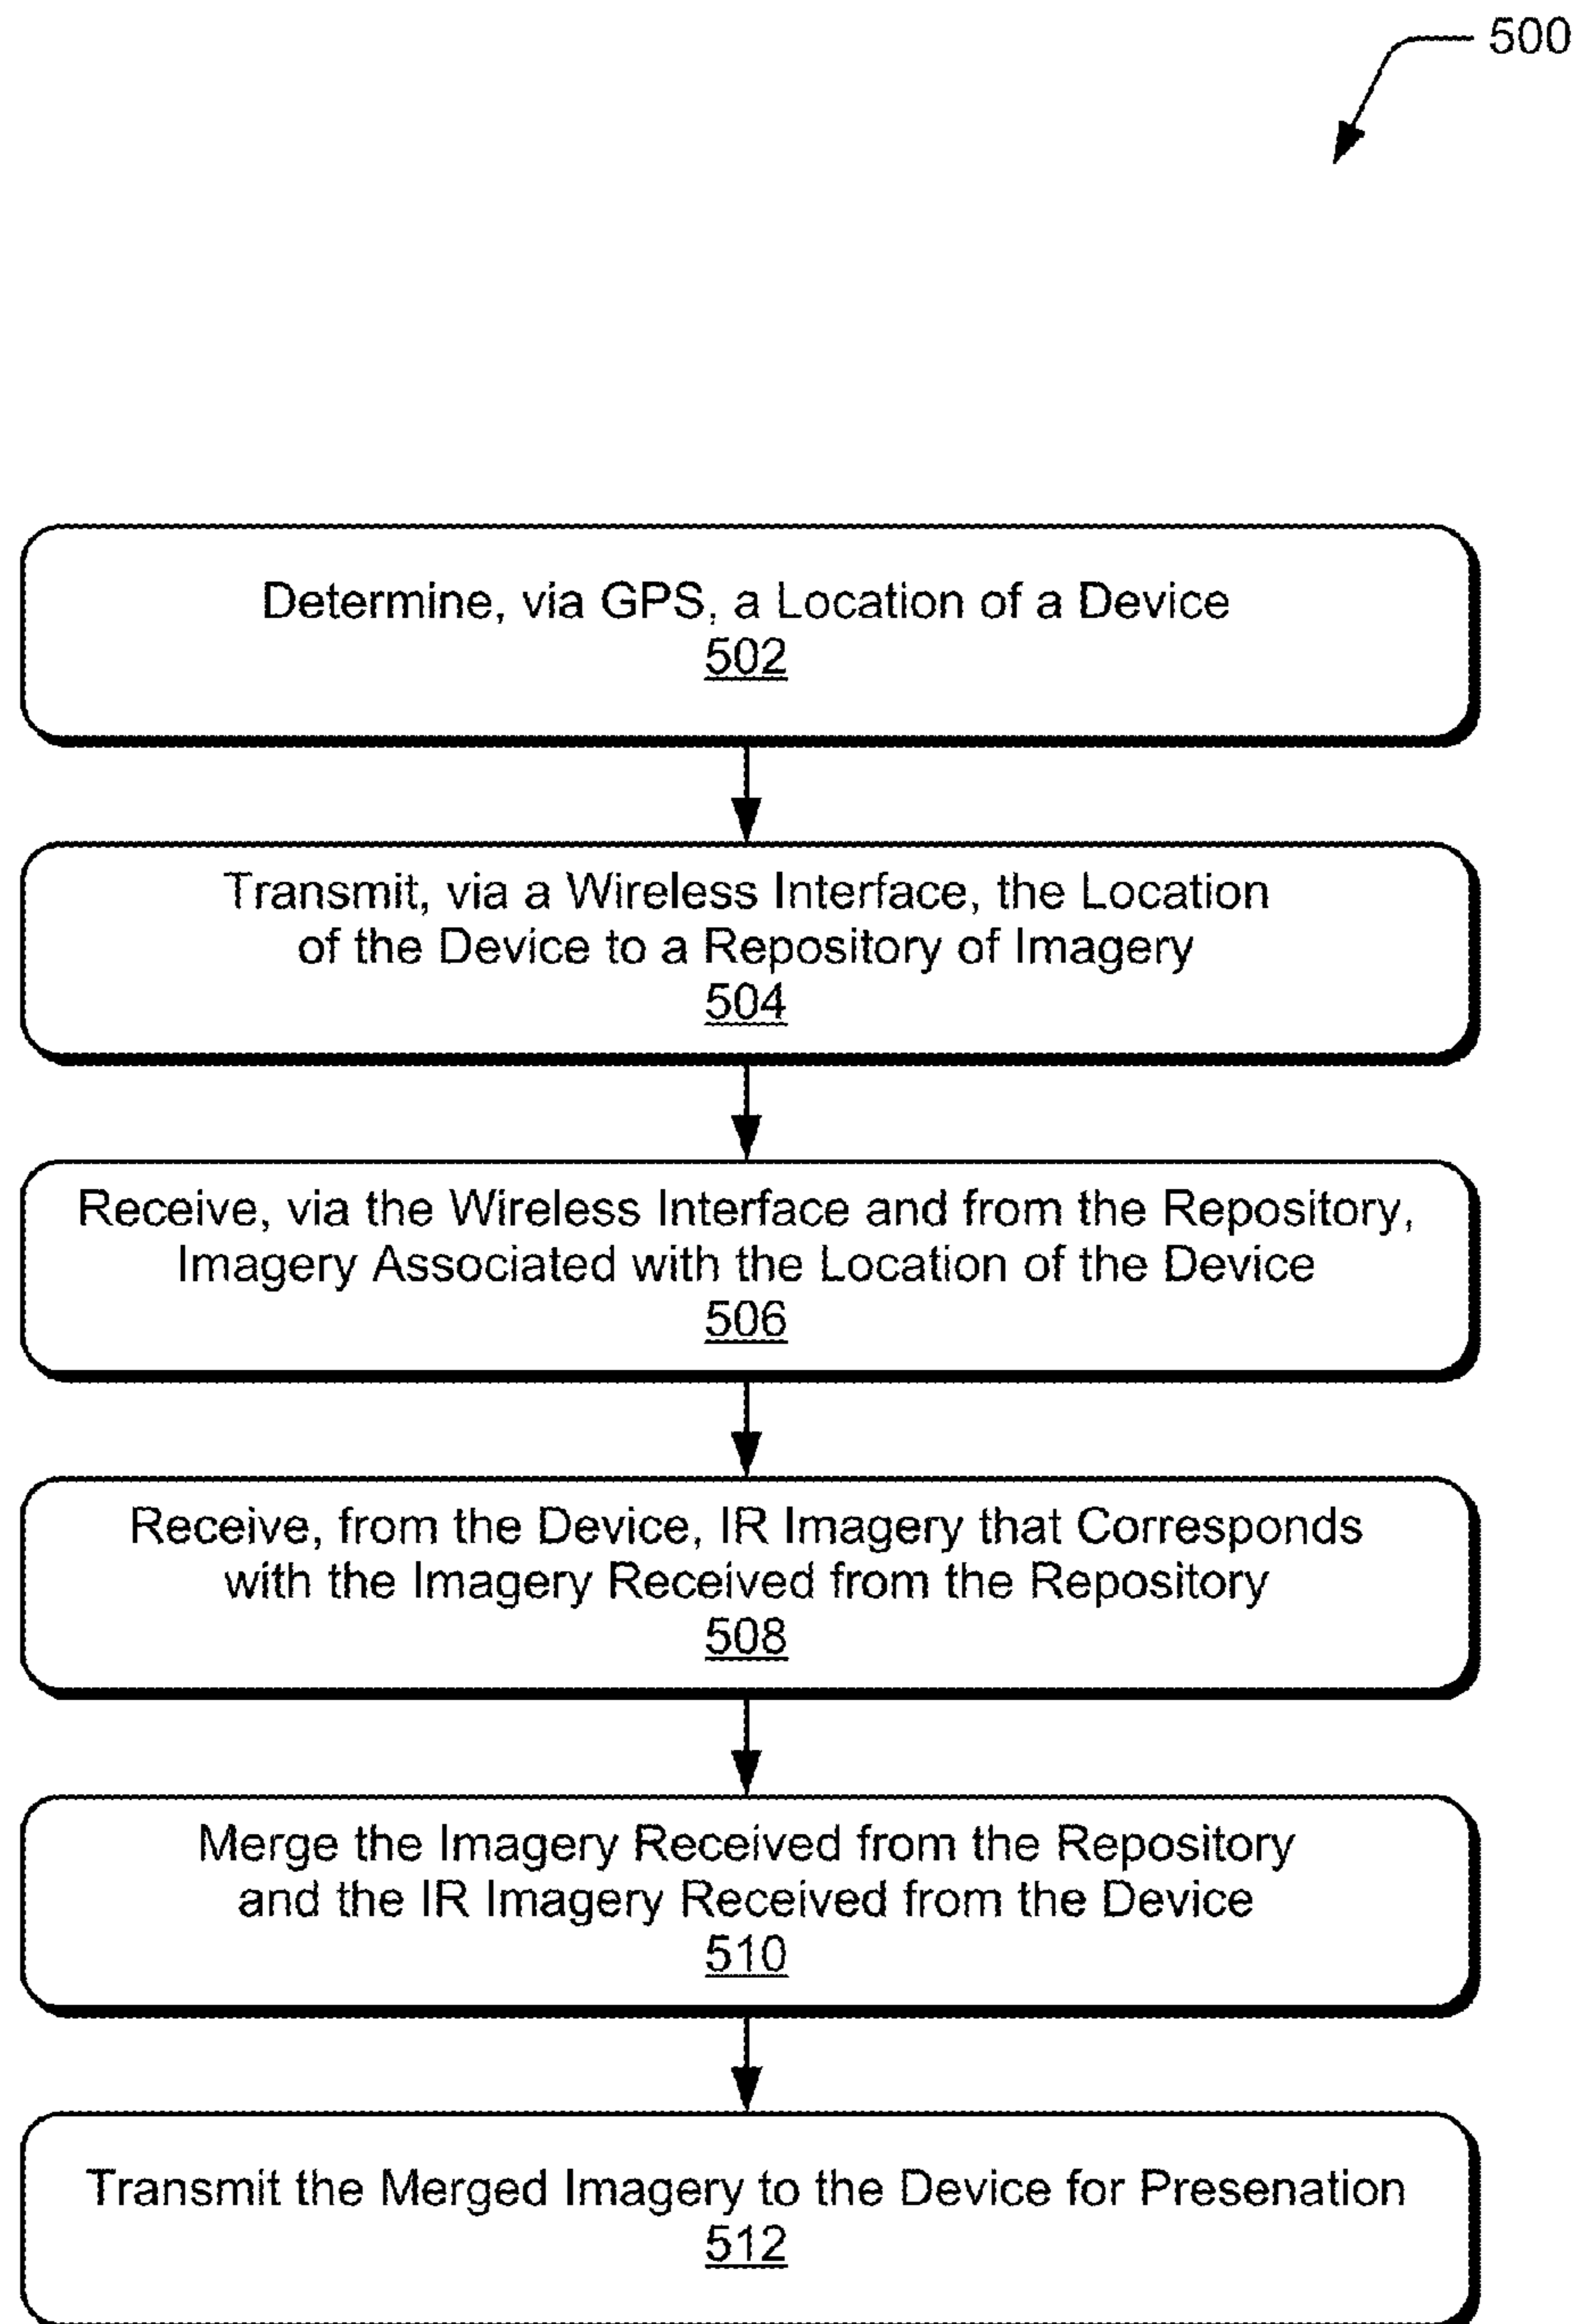 500
Determine, via GPS, a Location of a Device
502
Transmit, via a Wireless Interface, the Location
of the Device to a Repository of Imagery
504
Receive, via the Wireless Interface and from the Repository,
Imagery Associated with the Location of the Device
506
Receive, from the Device, IR Imagery that Corresponds
with the Imagery Received from the Repository
508
Merge the Imagery Received from the Repository
and the IR Imagery Received from the Device
510
Transmit the Merged Imagery to the Device for Presenation
512